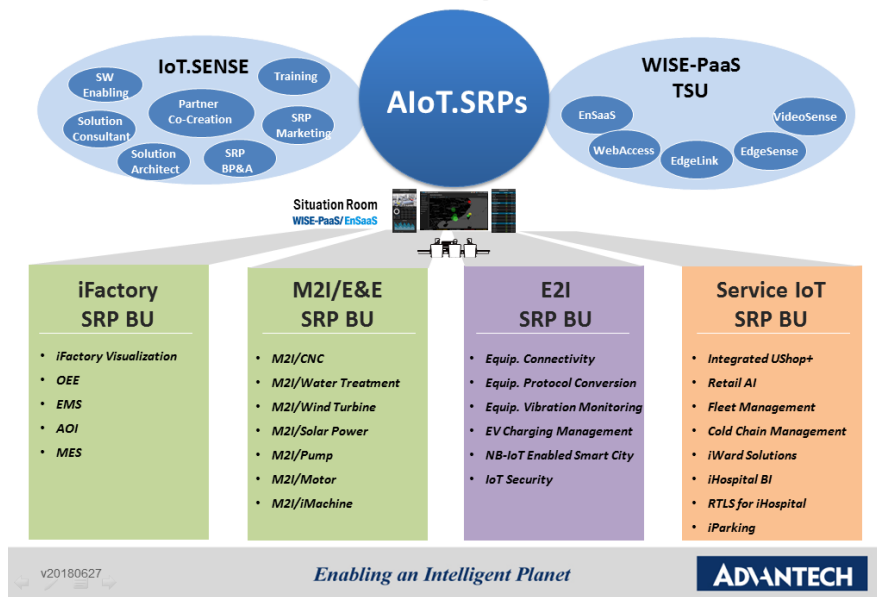 IoT.SENSE
SW
Enabling
Training
Partner
Co-Creation
Solution
Consultant
SRP
Marketing
Solution
Architect
SRP
BP&A
AIoT.SRPs
WISE-PaaS
TSU
EnSaaS
VideoSense
WebAccess
EdgeLink
EdgeSense
Situation Room
WISE-PaaS/EnSaaS
iFactory
SRP BU
• iFactory Visualization
• OEE
• EMS
• AOI
• MES
M2I/E&E
SRP BU
• M2I/CNC
• M2I/Water Treatment
• M2I/Wind Turbine
• M2I/Solar Power
• M2I/Pump
• M2I/Motor
• M2I/iMachine
E2I
SRP BU
• Equip. Connectivity
• Equip. Protocol Conversion
• Equip. Vibration Monitoring
• EV Charging Management
• NB-IoT Enabled Smart City
• IoT Security
Service IoT
SRP BU
• Integrated UShop+
• Retail AI
• Fleet Management
• Cold Chain Management
• iWard Solutions
• iHospital BI
• RTLS for iHospital
• iParking
v20180627
Enabling an Intelligent Planet
ADVANTECH